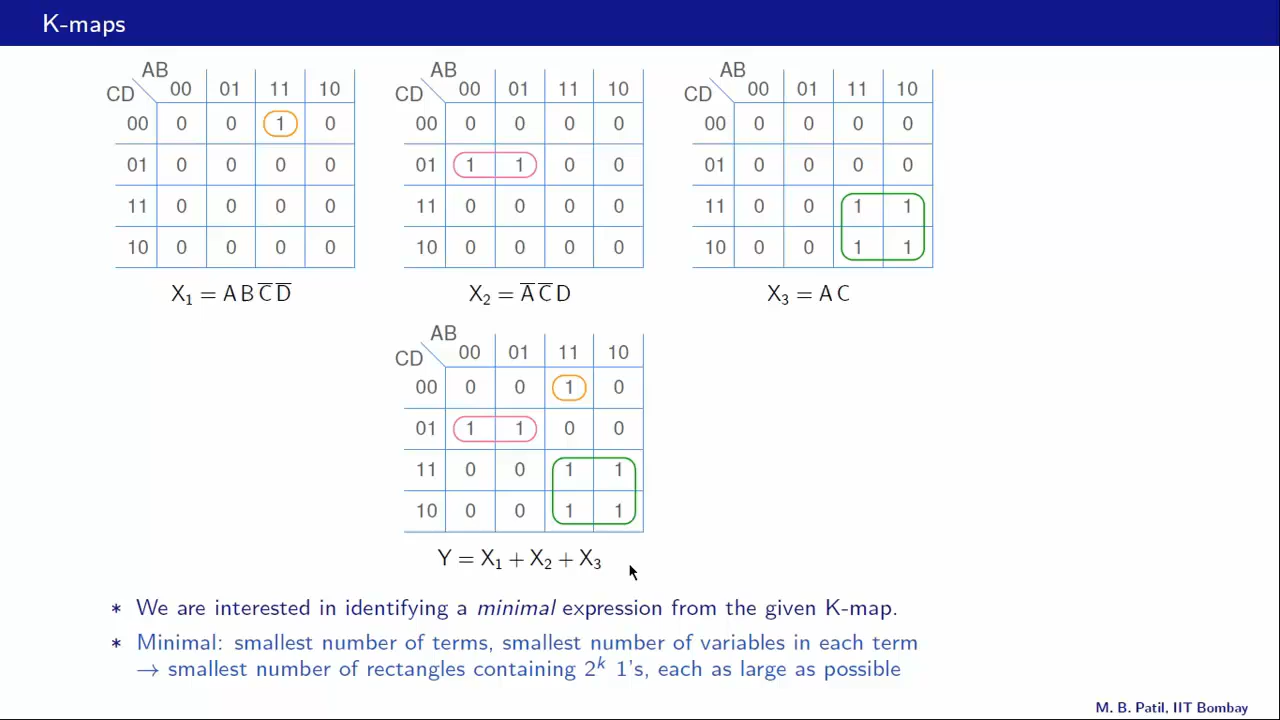 K-maps
AB AB AB
CD 00 01 11 10 CD 00 01 11 10 CD 00 01 11 10
00 0 0 1 0 00 0 0 0 0 00 0 0 0 0
01 0 0 0 0 01 1 1 0 0 01 0 0 0 0
11 0 0 0 0 11 0 0 0 0 11 0 0 1 1
10 0 0 0 0 10 0 0 0 0 10 0 0 1 1
X₁ = A B C̅ D̅ X₂ = A̅ C̅ D X₃ = A C
AB
CD 00 01 11 10
00 0 0 1 0
01 1 1 0 0
11 0 0 1 1
10 0 0 1 1
Y = X₁ + X₂ + X₃
* We are interested in identifying a minimal expression from the given K-map.
* Minimal: smallest number of terms, smallest number of variables in each term
→ smallest number of rectangles containing 2ᵏ 1's, each as large as possible
M. B. Patil, IIT Bombay